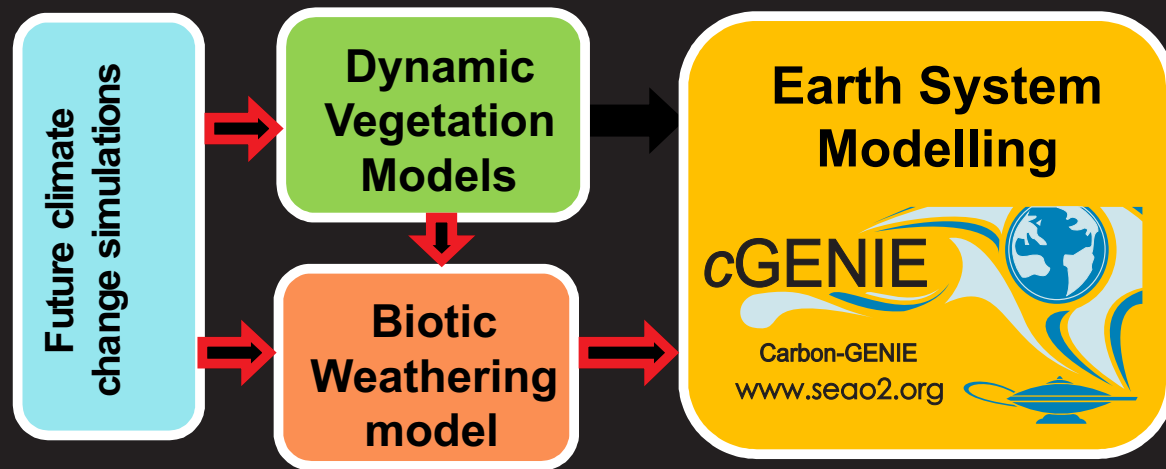 Future climate
change simulations
Dynamic
Vegetation
Models
Biotic
Weathering
model
Earth System
Modelling
cGENIE
Carbon-GENIE
www.seao2.org